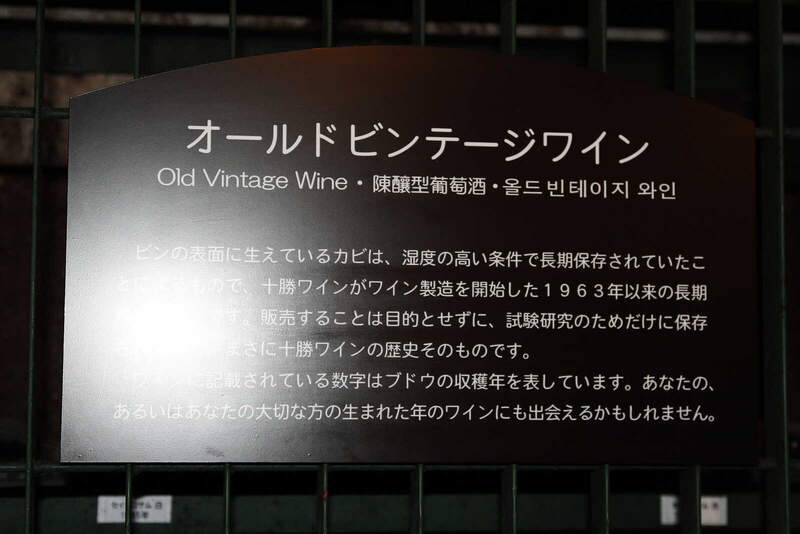 オールドビンテージワイン
Old Vintage Wine・陳釀型葡萄酒・올드빈테이지 와인
ビンの表面に生えているカビは、湿度の高い条件で長期保存されていたこ
とに るもので、十勝ワインがワイン製造を開始した１９６３年以来の長期
です。販売することは目的とせずに、試験研究のためだけに保存
まさに十勝ワインの歴史そのものです。
に記載されている数字はブドウの収穫年を表しています。あなたの、
あるいはあなたの大切な方の生まれた年のワインにも出会えるかもしれません。